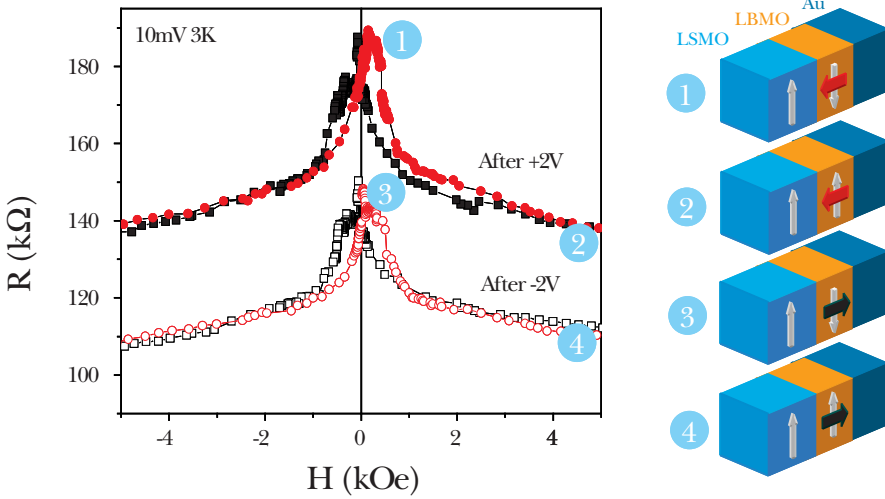 10mV 3K
1
After +2V
3
2
After -2V
4
R (kΩ)
180
160
140
120
100
-4
-2
0
2
4
H (kOe)
Au
LBMO
LSMO
1
2
3
4